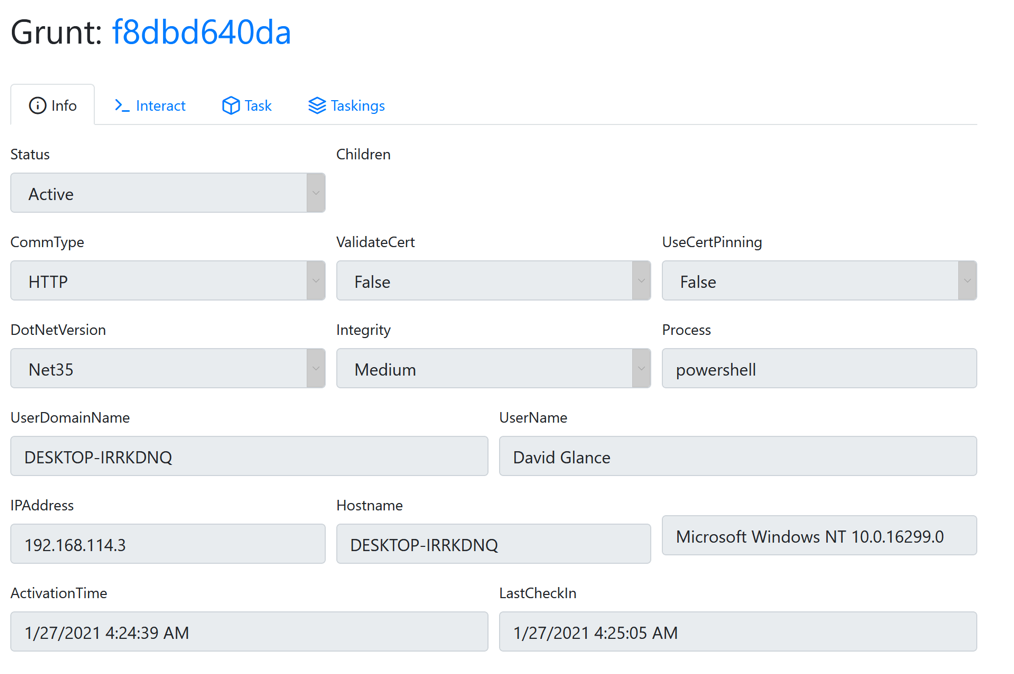 Grunt: f8dbd640da
Info Interact Task Taskings
Status Children
Active
CommType ValidateCert UseCertPinning
HTTP False False
DotNetVersion Integrity Process
Net35 Medium powershell
UserDomainName UserName
DESKTOP-IRRKDNQ David Glance
IPAddress Hostname
192.168.114.3 DESKTOP-IRRKDNQ Microsoft Windows NT 10.0.16299.0
ActivationTime LastCheckIn
1/27/2021 4:24:39 AM 1/27/2021 4:25:05 AM